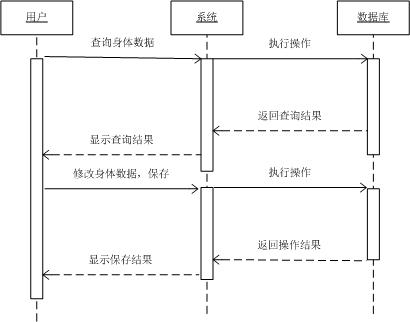 用户
系统
数据库
查询身体数据
执行操作
返回查询结果
显示查询结果
修改身体数据，保存
执行操作
返回操作结果
显示保存结果